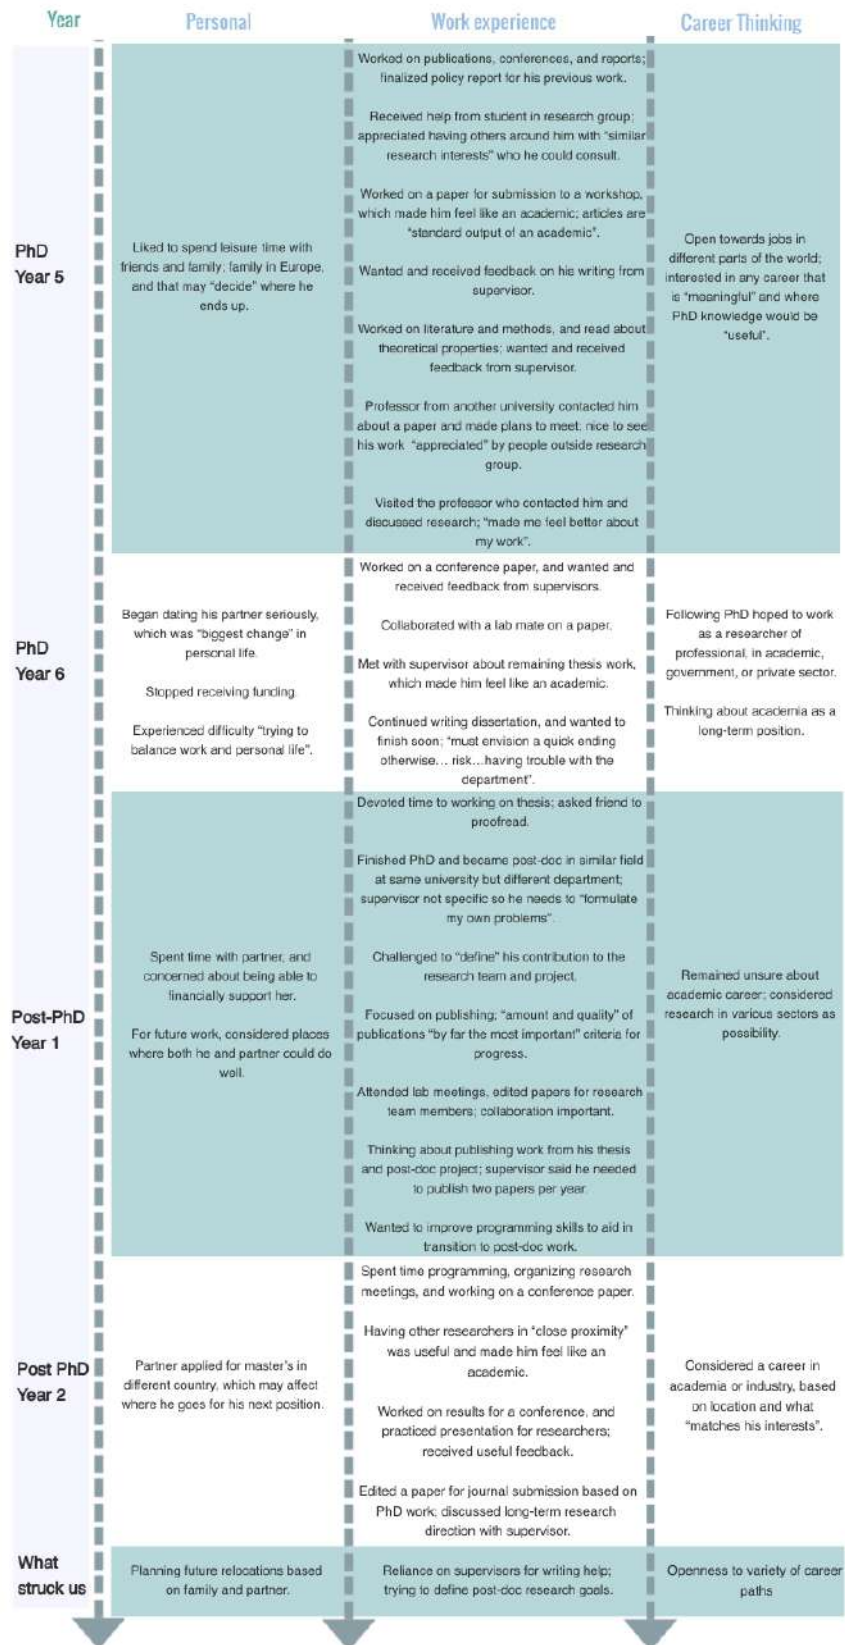 Year
Personal
Work experience
Career Thinking
PhD
Year 5
Liked to spend leisure time with
friends and family; family in Europe,
and that may "decide" where he
ends up.
Worked on publications, conferences, and reports;
finalized policy report for his previous work.
Received help from student in research group;
appreciated having others around him with "similar
research interests" who he could consult.
Worked on a paper for submission to a workshop,
which made him feel like an academic; articles are
"standard output of an academic".
Wanted and received feedback on his writing from
supervisor.
Worked on literature and methods, and read about
theoretical properties; wanted and received
feedback from supervisor.
Professor from another university contacted him
about a paper and made plans to meet; nice to see
his work "appreciated" by people outside research
group.
Visited the professor who contacted him and
discussed research; "made me feel better about
my work".
Open towards jobs in
different parts of the world;
interested in any career that
is "meaningful" and where
PhD knowledge would be
"useful".
PhD
Year 6
Began dating his partner seriously,
which was "biggest change" in
personal life.
Stopped receiving funding.
Experienced difficulty "trying to
balance work and personal life".
Worked on a conference paper, and wanted and
received feedback from supervisors.
Collaborated with a lab mate on a paper.
Met with supervisor about remaining thesis work,
which made him feel like an academic.
Continued writing dissertation, and wanted to
finish soon; "must envision a quick ending
otherwise... risk...having trouble with the
department".
Following PhD hoped to work
as a researcher of
professional, in academic,
government, or private sector.
Thinking about academia as a
long-term position.
Post-PhD
Year 1
Spent time with partner, and
concerned about being able to
financially support her.
For future work, considered places
where both he and partner could do
well.
Devoted time to working on thesis; asked friend to
proofread.
Finished PhD and became post-doc in similar field
at same university but different department;
supervisor not specific so he needs to "formulate
my own problems".
Challenged to "define" his contribution to the
research team and project.
Focused on publishing; "amount and quality" of
publications "by far the most important" criteria for
progress.
Attended lab meetings, edited papers for research
team members; collaboration important.
Thinking about publishing work from his thesis
and post-doc project; supervisor said he needed
to publish two papers per year.
Wanted to improve programming skills to aid in
transition to post-doc work.
Remained unsure about
academic career; considered
research in various sectors as
possibility.
Post PhD
Year 2
Partner applied for master's in
different country, which may affect
where he goes for his next position.
Spent time programming, organizing research
meetings, and working on a conference paper.
Having other researchers in "close proximity"
was useful and made him feel like an
academic.
Worked on results for a conference, and
practiced presentation for researchers;
received useful feedback.
Edited a paper for journal submission based on
PhD work; discussed long-term research
direction with supervisor.
Considered a career in
academia or industry, based
on location and what
"matches his interests".
What
struck us
Planning future relocations based
on family and partner.
Reliance on supervisors for writing help;
trying to define post-doc research goals.
Openness to variety of career
paths